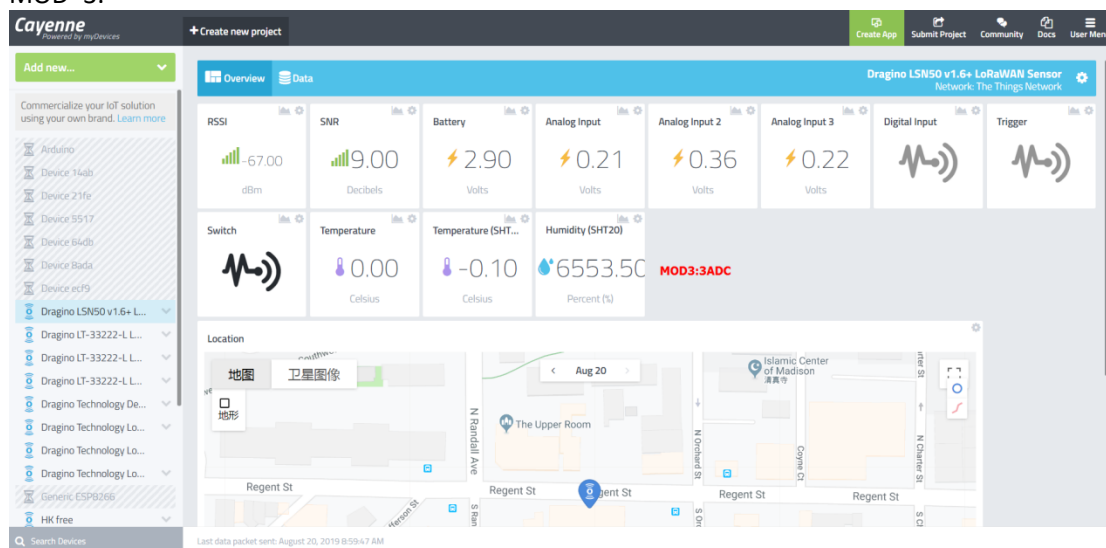 MOD=3:
Cayenne
Powered by myDevices
+ Create new project
Create App
Submit Project
Community
Docs
User Men
Add new...
Commercialize your IoT solution
using your own brand. Learn more
Arduino
Device 14ab
Device 21fe
Device 5517
Device 64db
Device 8ada
Device ecf9
Dragino LSN50 v1.6+ L...
Dragino LT-33222-L L...
Dragino LT-33222-L L...
Dragino LT-33222-L L...
Dragino Technology De...
Dragino Technology Lo...
Dragino Technology Lo...
Dragino Technology Lo...
Generic ESP8266
HK free
Search Devices
Overview
Data
Dragino LSN50 v1.6+ LoRaWAN Sensor
Network: The Things Network
RSSI
-67.00
dBm
SNR
9.00
Decibels
Battery
2.90
Volts
Analog Input
0.21
Volts
Analog Input 2
0.36
Volts
Analog Input 3
0.22
Volts
Digital Input
Trigger
Switch
Temperature
0.00
Celsius
Temperature (SHT...
-0.10
Celsius
Humidity (SHT20)
6553.50
Percent (%)
MOD3:3ADC
Location
地图
卫星图像
地形
Aug 20
Islamic Center
of Madison
清真寺
The Upper Room
N Randall Ave
N Orchard St
Coyne Ct
N Charter St
Regent St
Regent St
gent St
Regent St
Regent St
S Ran
Last data packet sent: August 20, 2019 8:59:47 AM